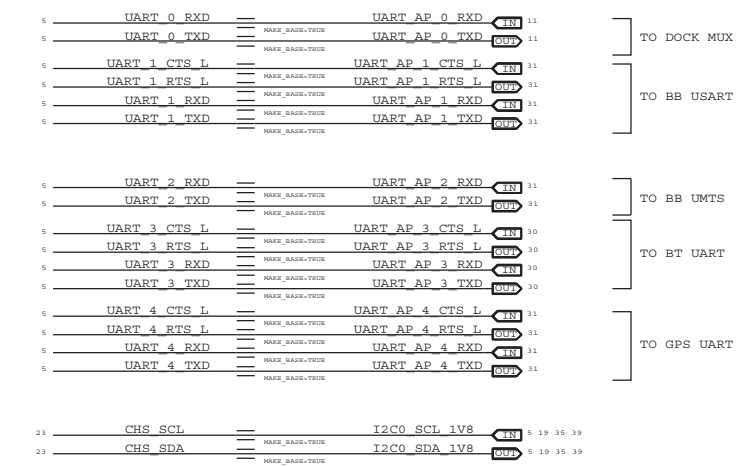 5 UART_0_RXD MAKE_BASE=TRUE UART_AP_0_RXD IN 11
5 UART_0_TXD MAKE_BASE=TRUE UART_AP_0_TXD OUT 11
TO DOCK MUX
5 UART_1_CTS_L MAKE_BASE=TRUE UART_AP_1_CTS_L IN 31
5 UART_1_RTS_L MAKE_BASE=TRUE UART_AP_1_RTS_L OUT 31
5 UART_1_RXD MAKE_BASE=TRUE UART_AP_1_RXD IN 31
5 UART_1_TXD MAKE_BASE=TRUE UART_AP_1_TXD OUT 31
TO BB USART
5 UART_2_RXD MAKE_BASE=TRUE UART_AP_2_RXD IN 31
5 UART_2_TXD MAKE_BASE=TRUE UART_AP_2_TXD OUT 31
TO BB UMTS
5 UART_3_CTS_L MAKE_BASE=TRUE UART_AP_3_CTS_L IN 30
5 UART_3_RTS_L MAKE_BASE=TRUE UART_AP_3_RTS_L OUT 30
5 UART_3_RXD MAKE_BASE=TRUE UART_AP_3_RXD IN 30
5 UART_3_TXD MAKE_BASE=TRUE UART_AP_3_TXD OUT 30
TO BT UART
5 UART_4_CTS_L MAKE_BASE=TRUE UART_AP_4_CTS_L IN 31
5 UART_4_RTS_L MAKE_BASE=TRUE UART_AP_4_RTS_L OUT 31
5 UART_4_RXD MAKE_BASE=TRUE UART_AP_4_RXD IN 31
5 UART_4_TXD MAKE_BASE=TRUE UART_AP_4_TXD OUT 31
TO GPS UART
23 CHS_SCL MAKE_BASE=TRUE I2C0_SCL_1V8 IN 5 19 35 39
23 CHS_SDA MAKE_BASE=TRUE I2C0_SDA_1V8 OUT 5 19 35 39